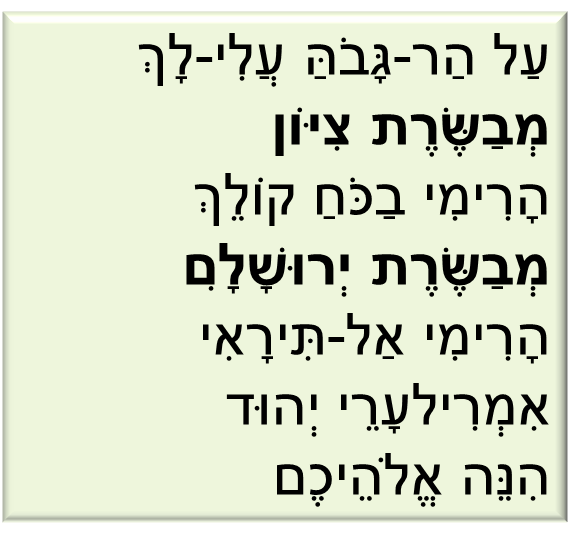 עַל הַר-גָּבֹהַּ עֲלִי-לָךְ
מְבַשֶּׂרֶת צִיּוֹן
הָרִימִי בַכֹּחַ קוֹלֵךְ
מְבַשֶּׂרֶת יְרוּשָׁלָםִ
הָרִימִי אַל-תִּירָאִי
אִמְרִילעָרֵי יְהוּד
הִנֵּה אֱלֹהֵיכֶם